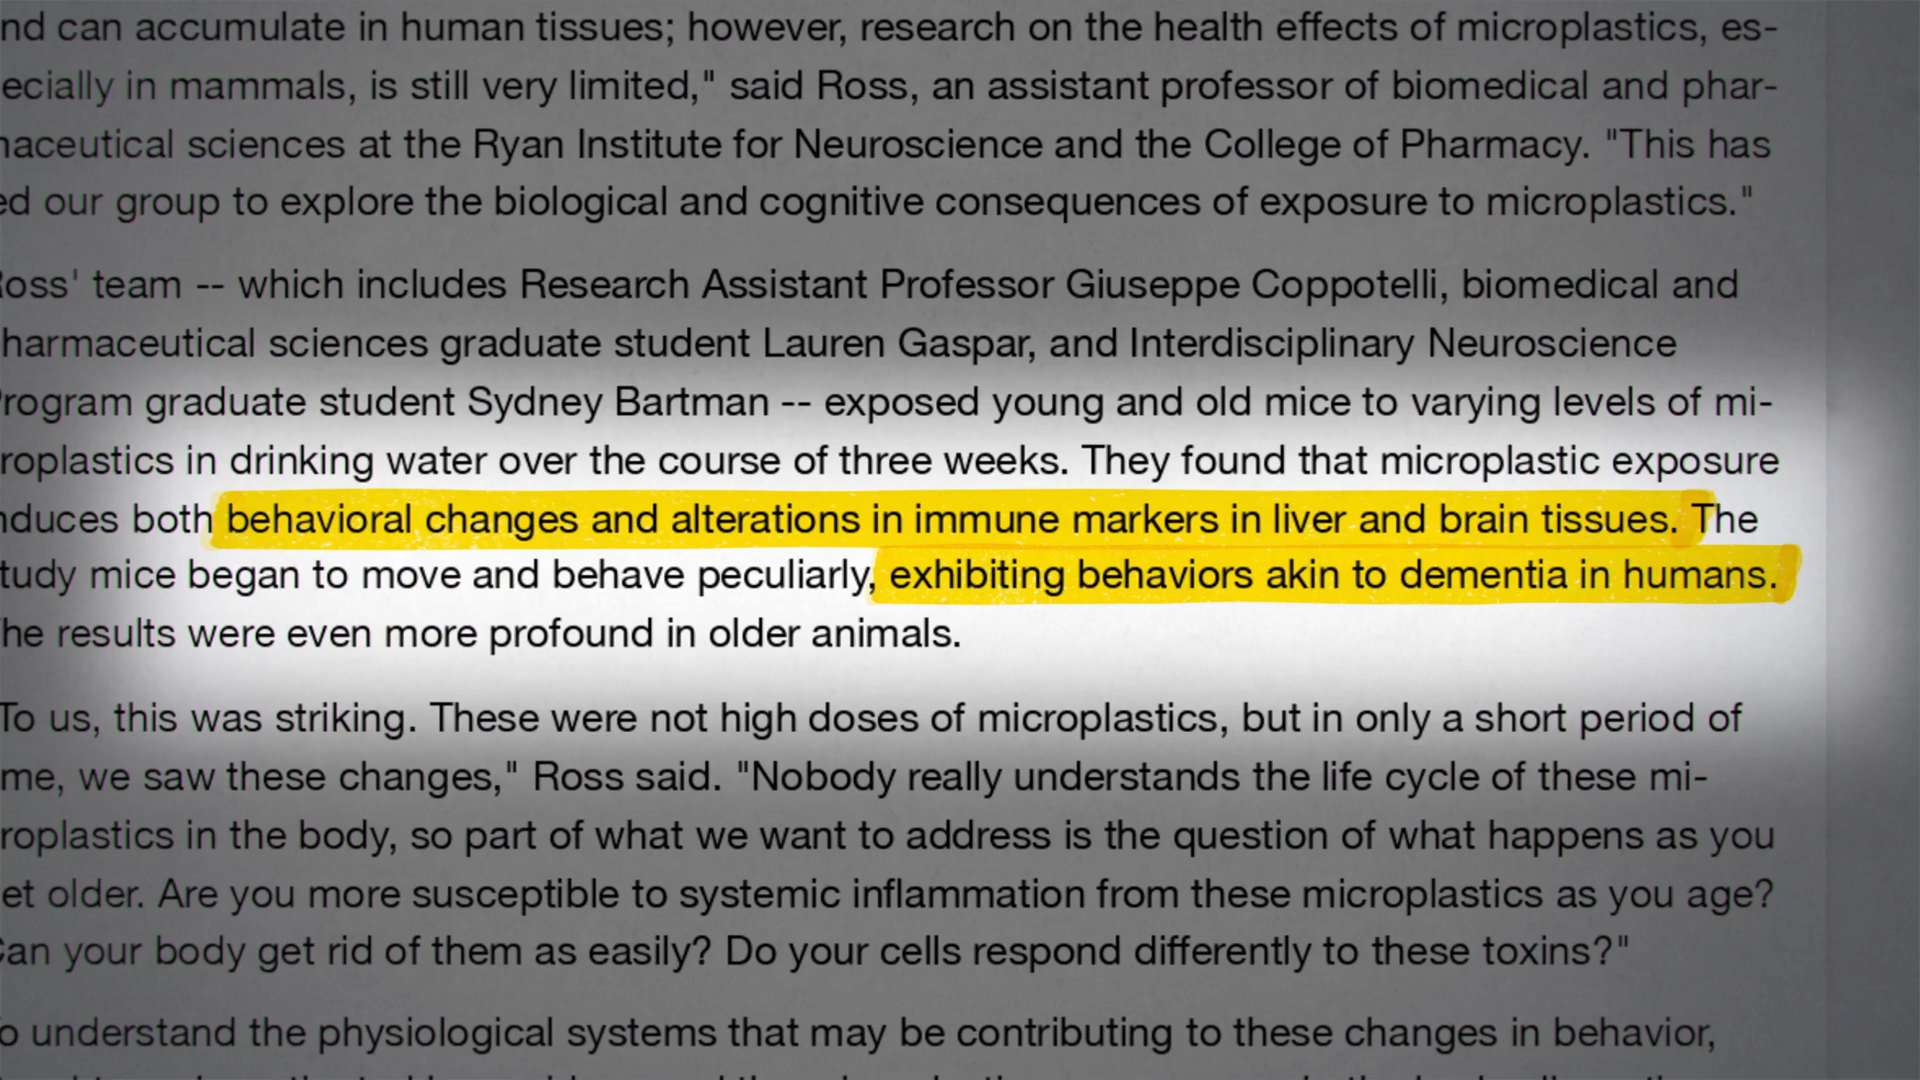 nd can accumulate in human tissues; however, research on the health effects of microplastics, es-
ecially in mammals, is still very limited," said Ross, an assistant professor of biomedical and phar-
naceutical sciences at the Ryan Institute for Neuroscience and the College of Pharmacy. "This has
ed our group to explore the biological and cognitive consequences of exposure to microplastics."
Ross' team -- which includes Research Assistant Professor Giuseppe Coppotelli, biomedical and
harmaceutical sciences graduate student Lauren Gaspar, and Interdisciplinary Neuroscience
Program graduate student Sydney Bartman -- exposed young and old mice to varying levels of mi-
roplastics in drinking water over the course of three weeks. They found that microplastic exposure
nduces both behavioral changes and alterations in immune markers in liver and brain tissues. The
tudy mice began to move and behave peculiarly, exhibiting behaviors akin to dementia in humans.
The results were even more profound in older animals.
To us, this was striking. These were not high doses of microplastics, but in only a short period of
me, we saw these changes," Ross said. "Nobody really understands the life cycle of these mi-
roplastics in the body, so part of what we want to address is the question of what happens as you
et older. Are you more susceptible to systemic inflammation from these microplastics as you age?
Can your body get rid of them as easily? Do your cells respond differently to these toxins?"
o understand the physiological systems that may be contributing to these changes in behavior,